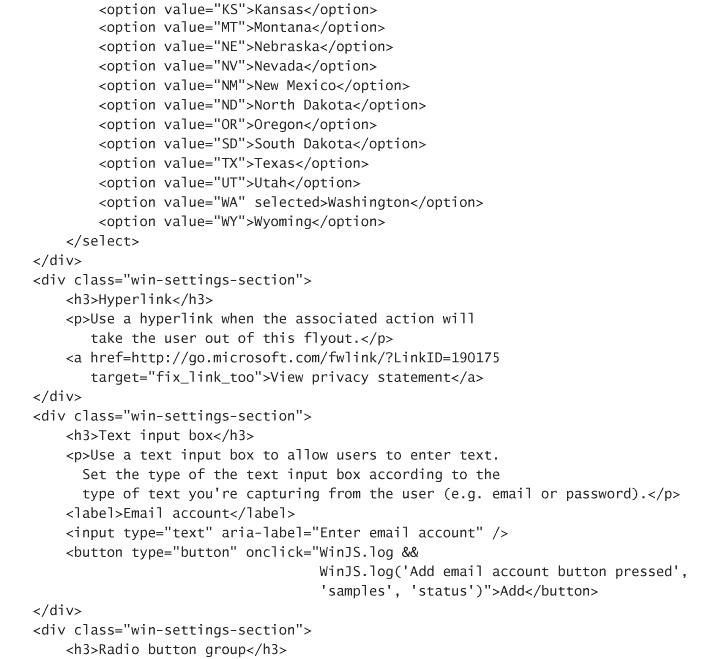 <option value="KS">Kansas</option>
<option value="MT">Montana</option>
<option value="NE">Nebraska</option>
<option value="NV">Nevada</option>
<option value="NM">New Mexico</option>
<option value="ND">North Dakota</option>
<option value="OR">Oregon</option>
<option value="SD">South Dakota</option>
<option value="TX">Texas</option>
<option value="UT">Utah</option>
<option value="WA" selected>Washington</option>
<option value="WY">Wyoming</option>
</select>
</div>
<div class="win-settings-section">
<h3>Hyperlink</h3>
<p>Use a hyperlink when the associated action will
take the user out of this flyout.</p>
<a href=http://go.microsoft.com/fwlink/?LinkID=190175
target="fix_link_too">View privacy statement</a>
</div>
<div class="win-settings-section">
<h3>Text input box</h3>
<p>Use a text input box to allow users to enter text.
Set the type of the text input box according to the
type of text you're capturing from the user (e.g. email or password).</p>
<label>Email account</label>
<input type="text" aria-label="Enter email account" />
<button type="button" onclick="WinJS.log &&
WinJS.log('Add email account button pressed',
'samples', 'status')">Add</button>
</div>
<div class="win-settings-section">
<h3>Radio button group</h3>